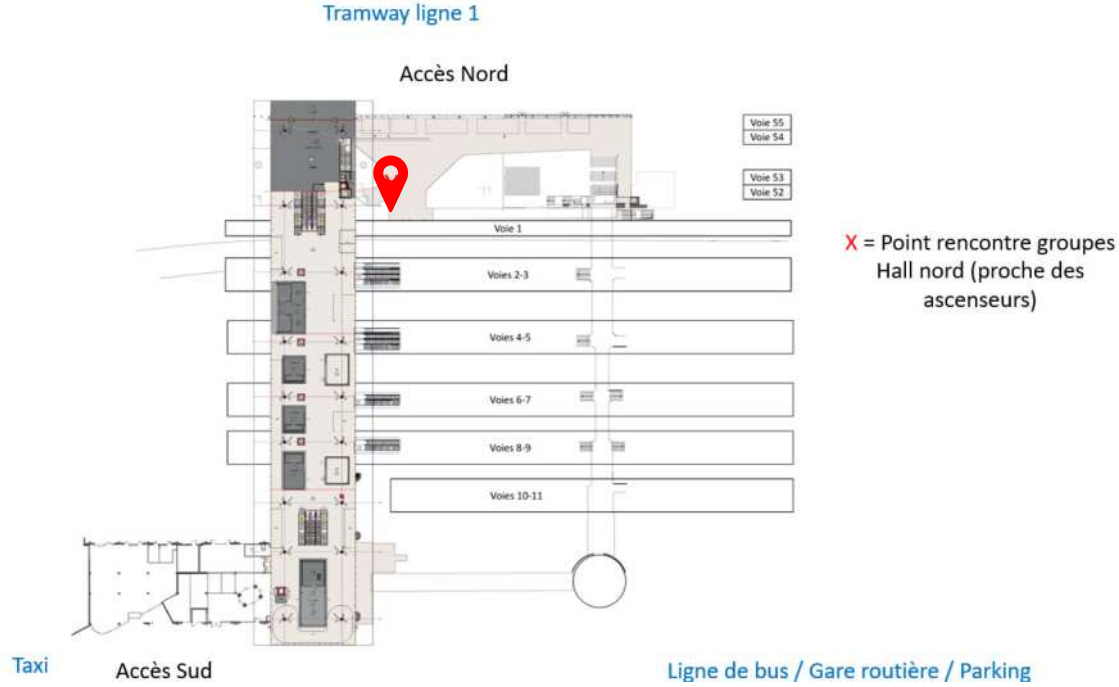 Tramway ligne 1
Accès Nord
Voie 55
Voie 54
Voie 53
Voie 52
Voie 1
X = Point rencontre groupes
Hall nord (proche des
ascenseurs)
Voies 2-3
Voies 4-5
Voies 6-7
Voies 8-9
Voies 10-11
Taxi
Accès Sud
Ligne de bus / Gare routière / Parking